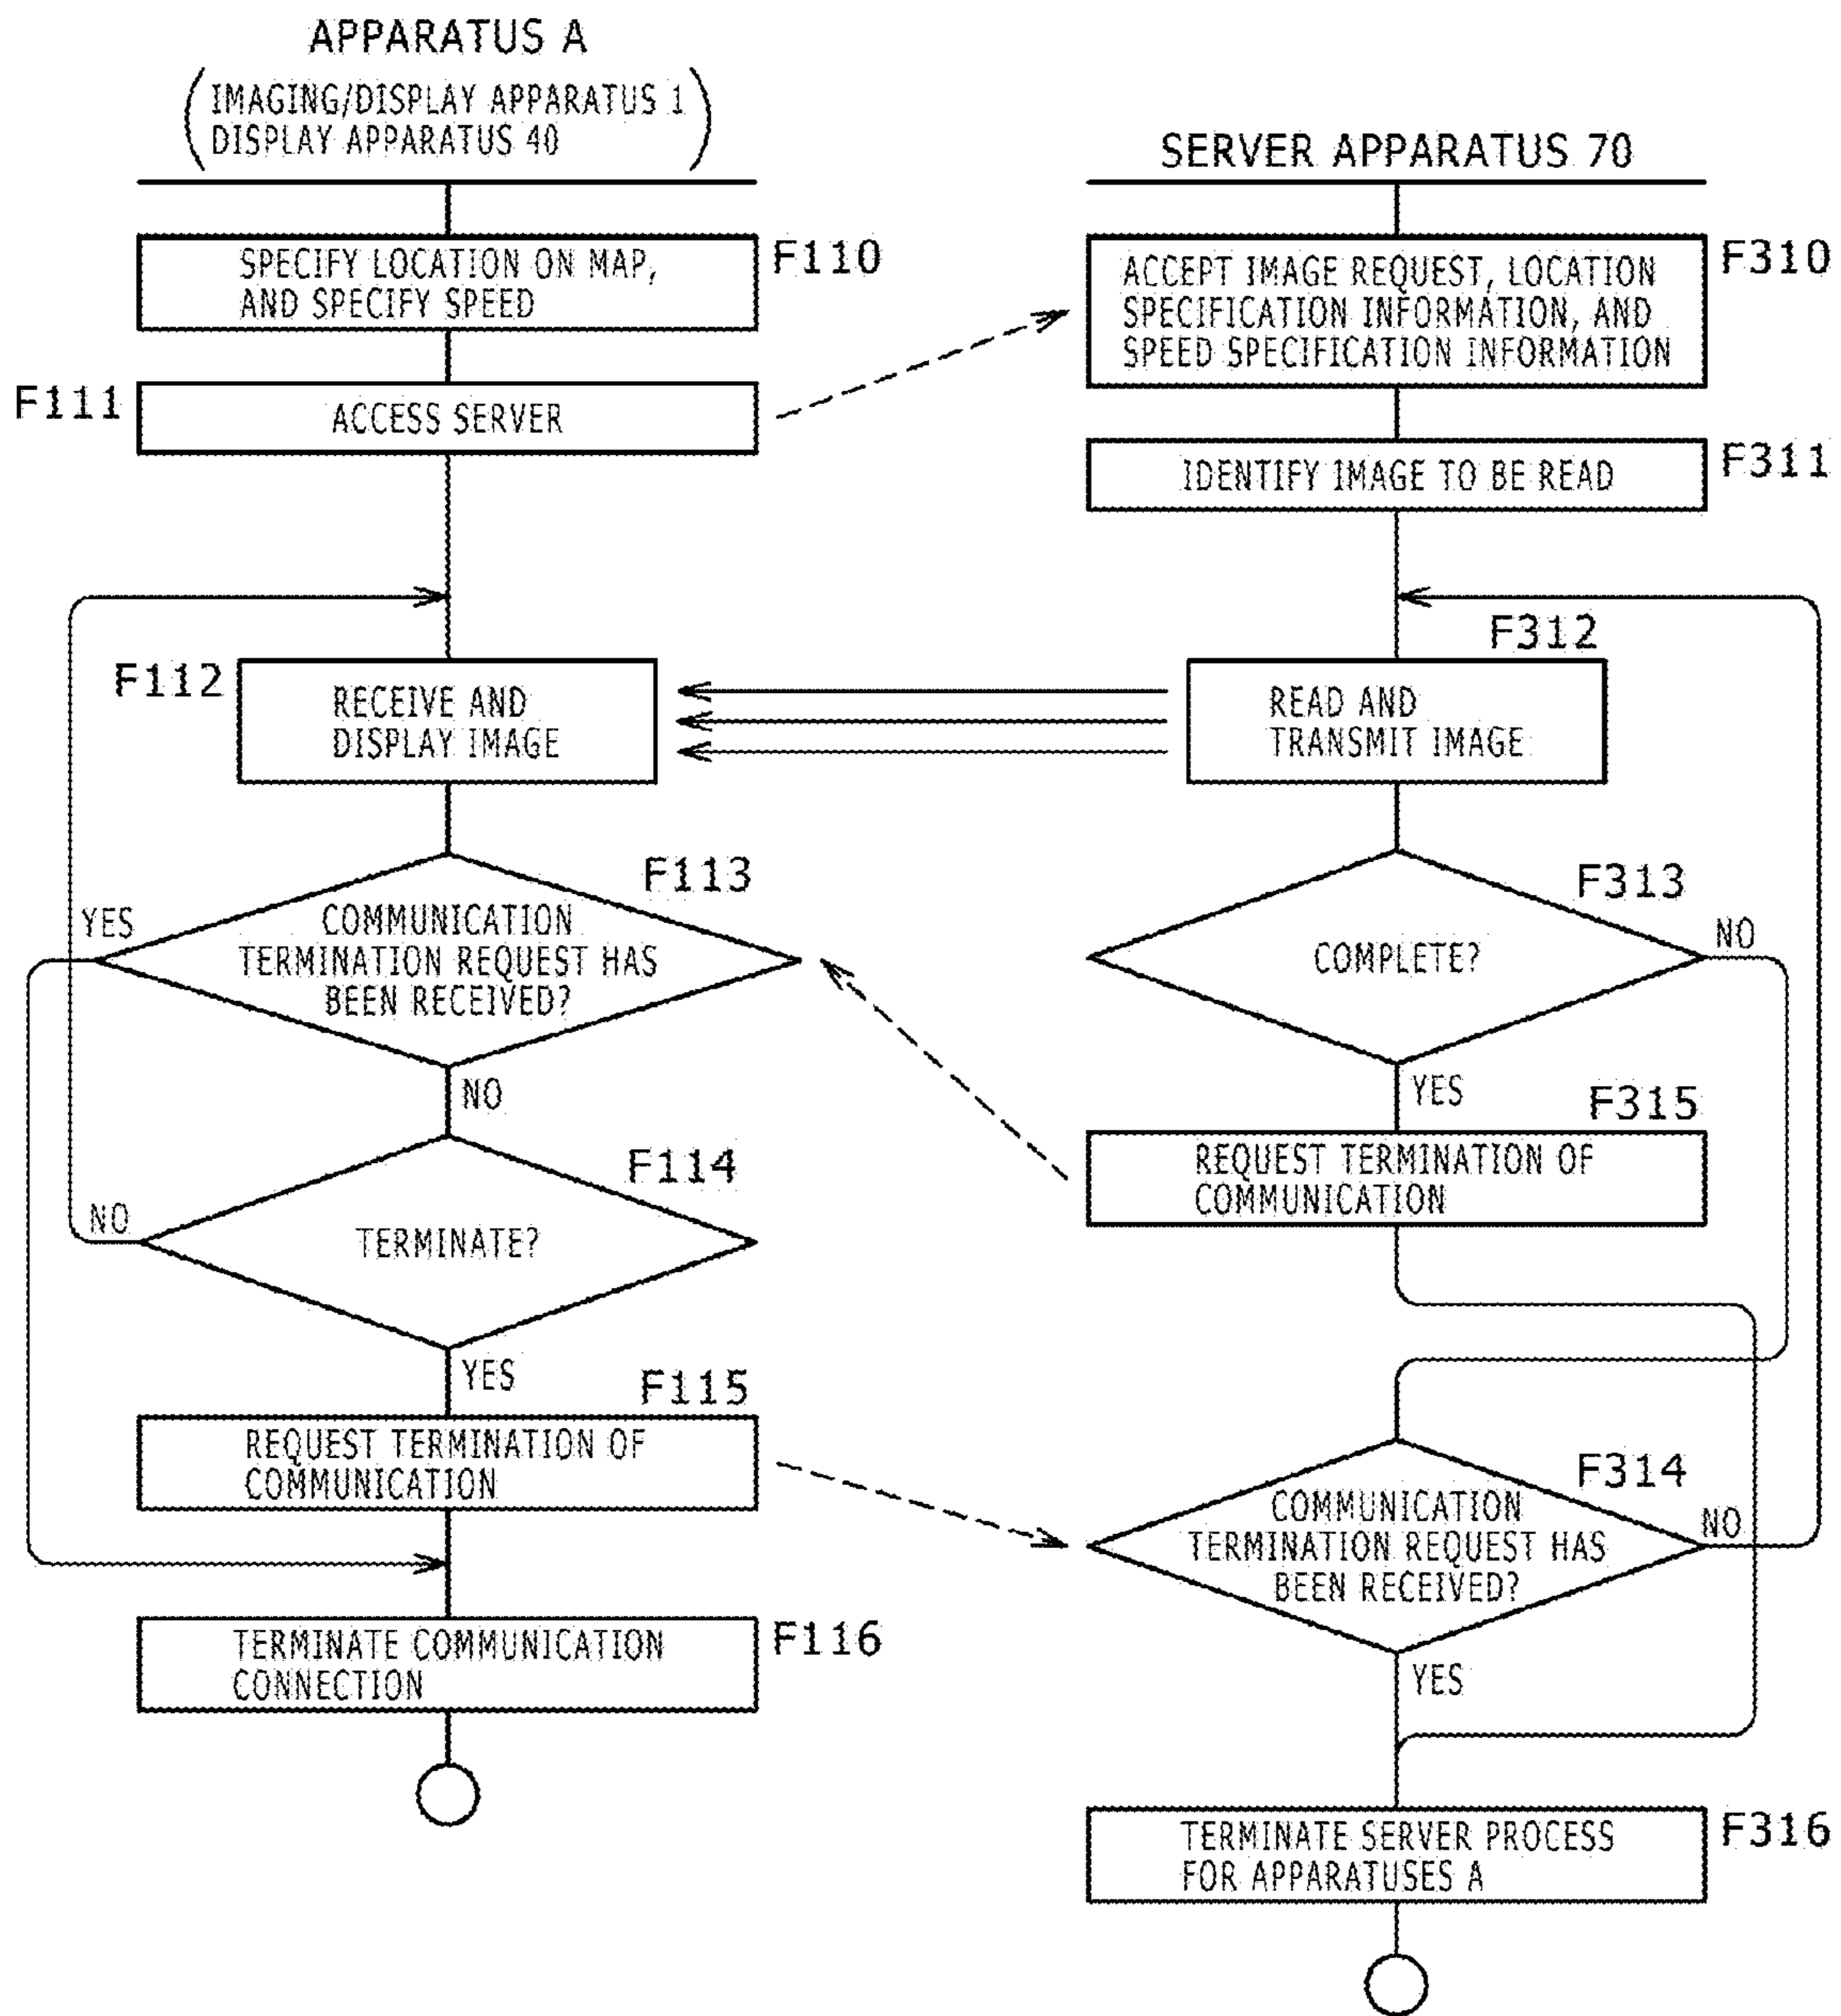 APPARATUS A
IMAGING/DISPLAY APPARATUS 1
DISPLAY APPARATUS 40
SPECIFY LOCATION ON MAP,
AND SPECIFY SPEED
F110
F111
ACCESS SERVER
F112
RECEIVE AND
DISPLAY IMAGE
F113
YES
COMMUNICATION
TERMINATION REQUEST HAS
BEEN RECEIVED?
NO
F114
NO
TERMINATE?
YES
F115
REQUEST TERMINATION OF
COMMUNICATION
TERMINATE COMMUNICATION
CONNECTION
F116
SERVER APPARATUS 70
ACCEPT IMAGE REQUEST, LOCATION
SPECIFICATION INFORMATION, AND
SPEED SPECIFICATION INFORMATION
F310
IDENTIFY IMAGE TO BE READ
F311
F312
READ AND
TRANSMIT IMAGE
F313
NO
COMPLETE?
YES
F315
REQUEST TERMINATION OF
COMMUNICATION
F314
COMMUNICATION
TERMINATION REQUEST HAS
BEEN RECEIVED?
NO
YES
TERMINATE SERVER PROCESS
FOR APPARATUSES A
F316